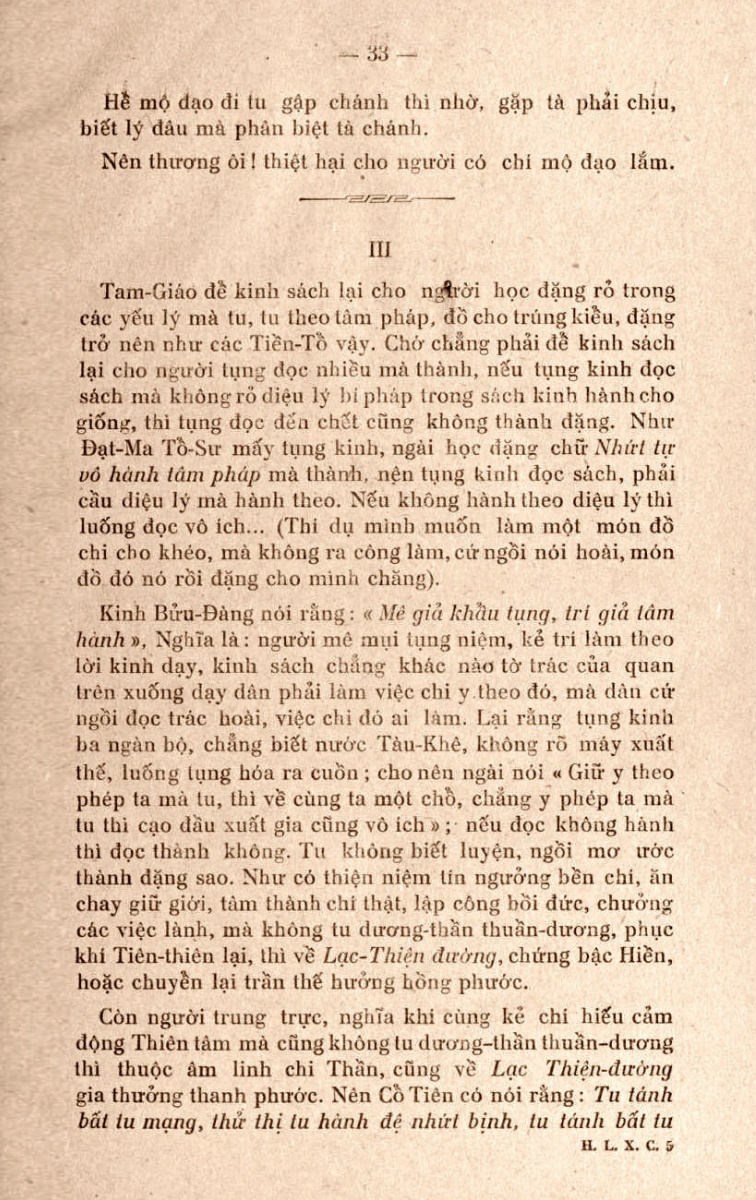 — 33 —
Hễ mộ đạo đi tu gập chánh thì nhờ, gặp tà phải chịu,
biết lý đâu mà phân biệt tà chánh.
Nên thương ôi ! thiệt hại cho người có chí mộ đạo lắm.
III
Tam-Giáo để kinh sách lại cho người học đặng rỏ trong
các yếu lý mà tu, tu theo tâm pháp, đồ cho trúng kiểu, đặng
trở nên như các Tiền-Tổ vậy. Chớ chẳng phải để kinh sách
lại cho người tụng đọc nhiều mà thành, nếu tụng kinh đọc
sách mà không rỏ diệu lý bí pháp trong sách kinh hành cho
giống, thì tụng đọc đến chết cũng không thành đặng. Như
Đạt-Ma Tổ-Sư mấy tụng kinh, ngài học đặng chữ Nhứt tự
vô hành tâm pháp mà thành, nện tụng kinh đọc sách, phải
cầu diệu lý mà hành theo. Nếu không hành theo diệu lý thì
luống đọc vô ích... (Thí dụ mình muốn làm một món đồ
chi cho khéo, mà không ra công làm, cứ ngồi nói hoài, món
đồ đó nó rồi đặng cho mình chăng).
Kinh Bửu-Đàng nói rằng : « Mê giả khẩu tụng, trí giả tâm
hành », Nghĩa là : người mê mụi tụng niệm, kẻ trí làm theo
lời kinh dạy, kinh sách chẳng khác nào tờ trác của quan
trên xuống dạy dân phải làm việc chi y theo đó, mà dân cứ
ngồi đọc trác hoài, việc chi đó ai làm. Lại rằng tụng kinh
ba ngàn bộ, chẳng biết nước Tàu-Khê, không rõ máy xuất
thế, luống tụng hóa ra cuồn ; cho nên ngài nói « Giữ y theo
phép ta mà tu, thì về cùng ta một chỗ, chẳng y phép ta mà
tu thì cạo đầu xuất gia cũng vô ích » ; nếu đọc không hành
thì đọc thành không. Tu không biết luyện, ngồi mơ ước
thành đặng sao. Như có thiện niệm tín ngưởng bền chí, ăn
chay giữ giới, tâm thành chí thật, lập công bồi đức, chưởng
các việc lành, mà không tu dương-thần thuần-dương, phục
khí Tiên-thiên lại, thì về Lạc-Thiện đường, chứng bậc Hiền,
hoặc chuyển lại trần thế hưởng hồng phước.
Còn người trung trực, nghĩa khí cùng kẻ chí hiếu cảm
động Thiên tâm mà cũng không tu dương-thần thuần-dương
thì thuộc âm linh chi Thần, cũng về Lạc Thiện-đường
gia thưởng thanh phước. Nên Cổ Tiên có nói rằng : Tu tánh
bất tu mạng, thử thị tu hành đệ nhứt bịnh, tu tánh bất tu
H. L. X. C. 5